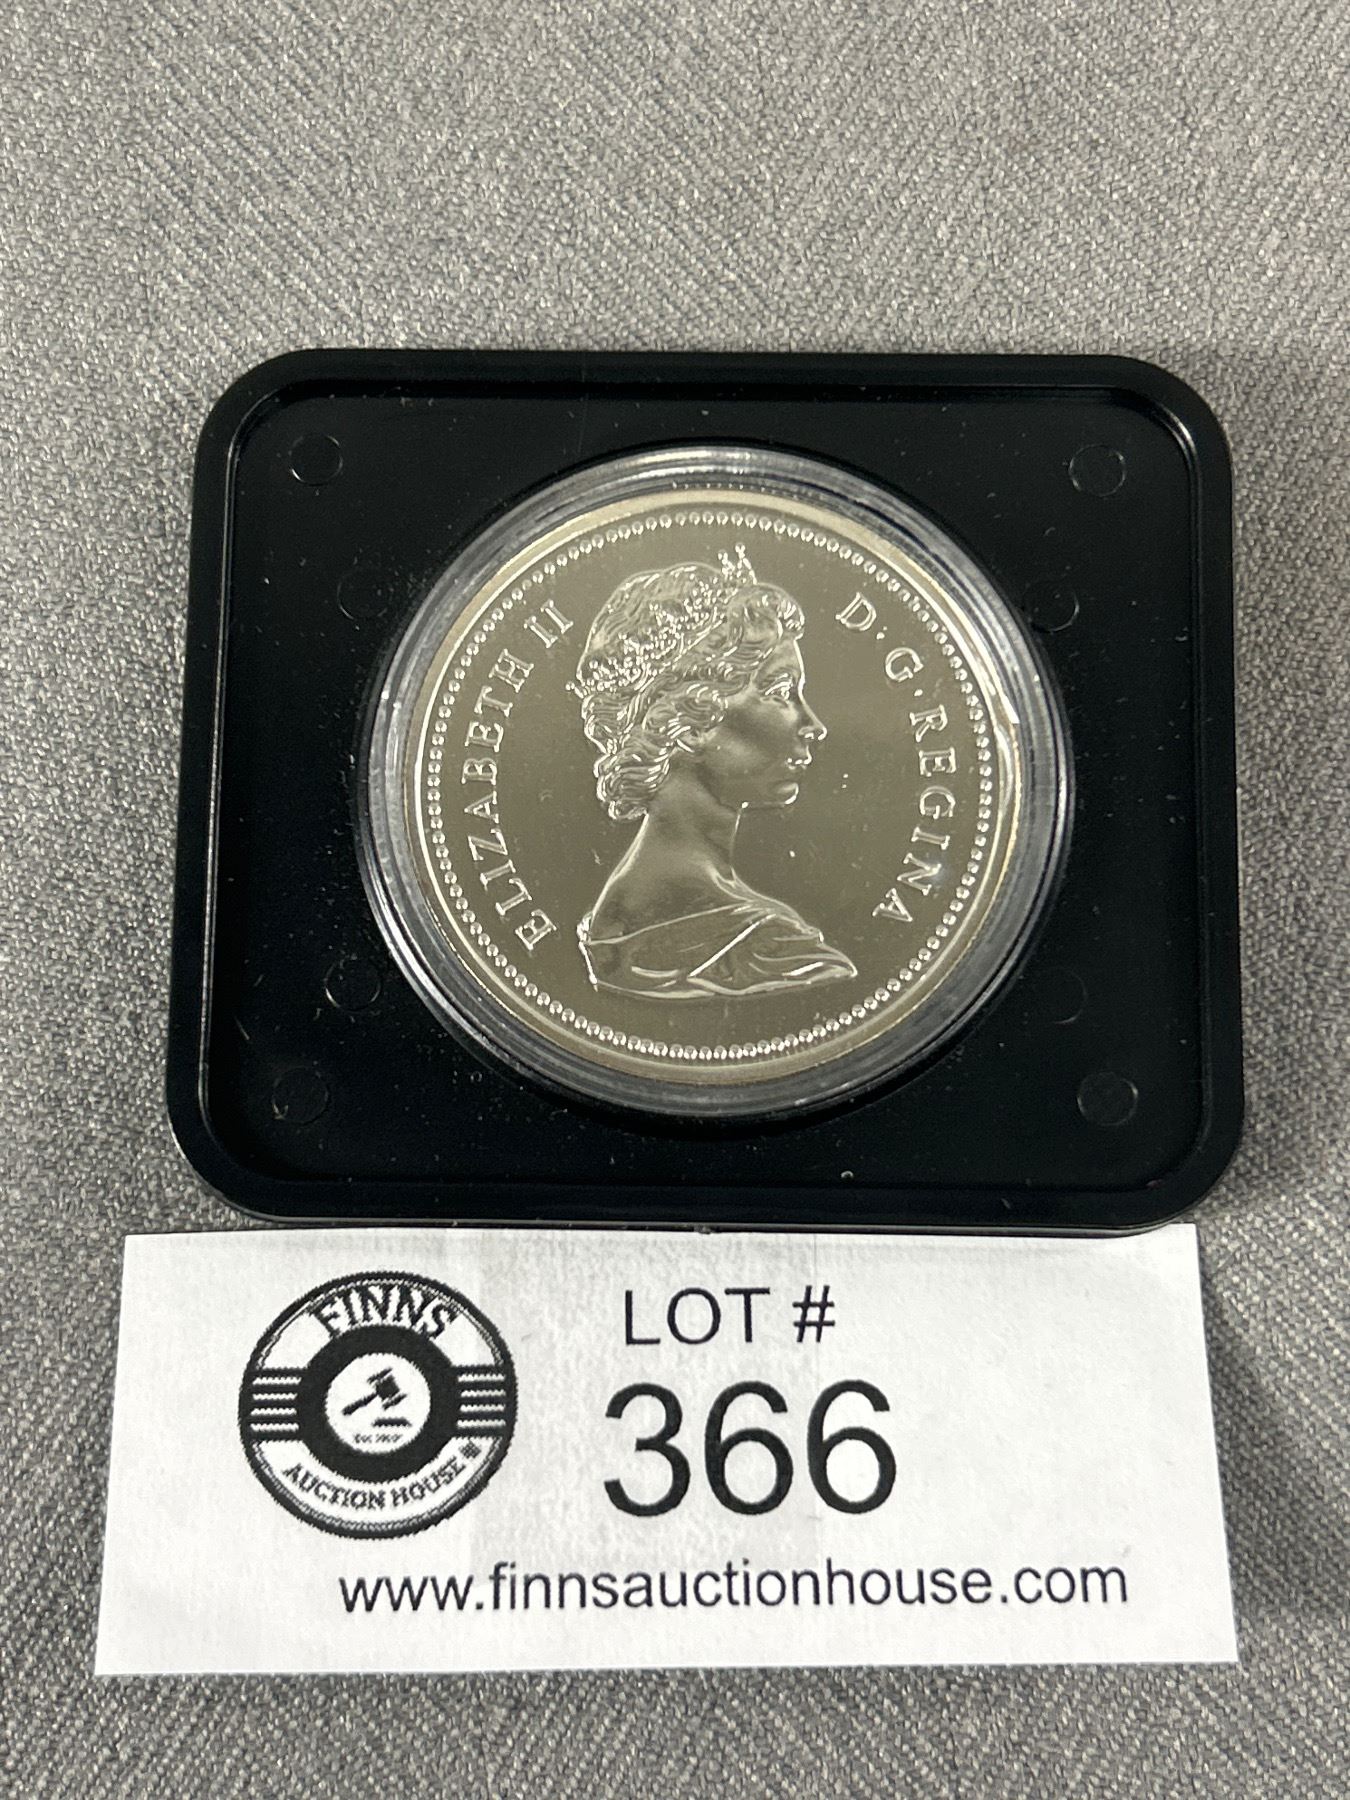 ELIZABETH II D·G·REGINA
FINNS
AUCTION HOUSE
LOT #
366
www.finnsauctionhouse.com